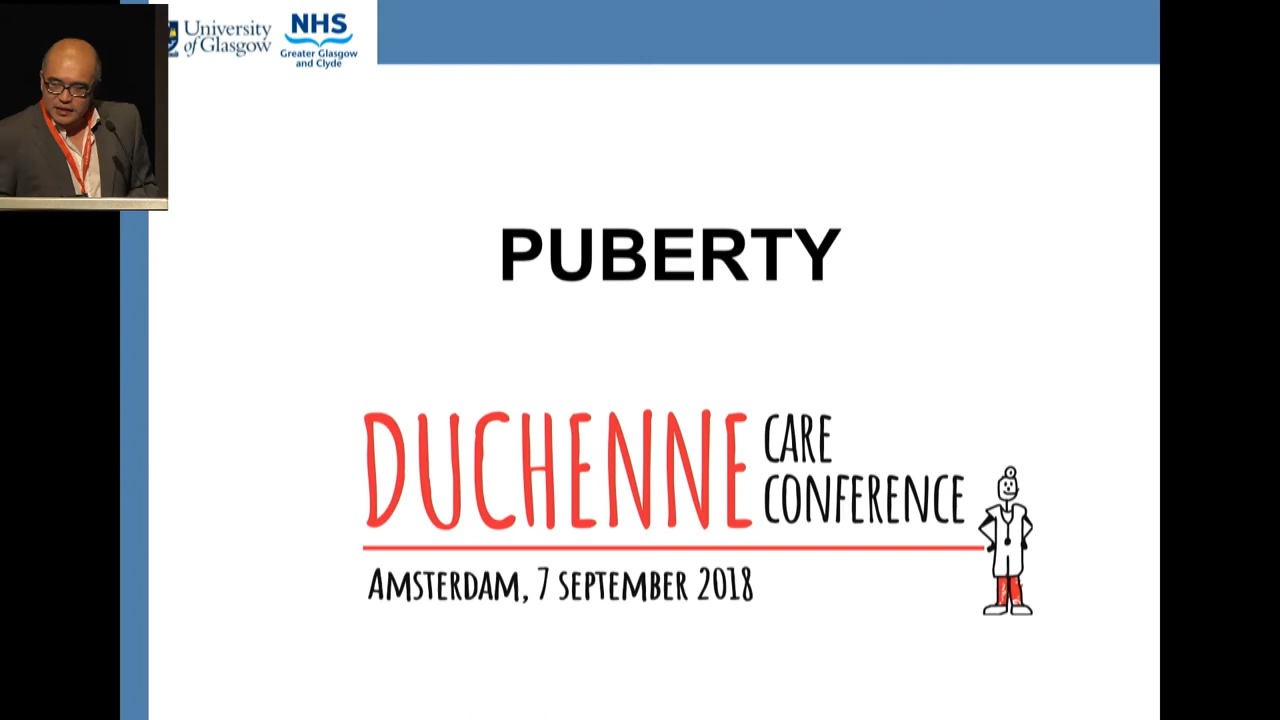 University
of Glasgow
NHS
Greater Glasgow
and Clyde
PUBERTY
DUCHENNE CARE
CONFERENCE
AMSTERDAM, 7 SEPTEMBER 2018